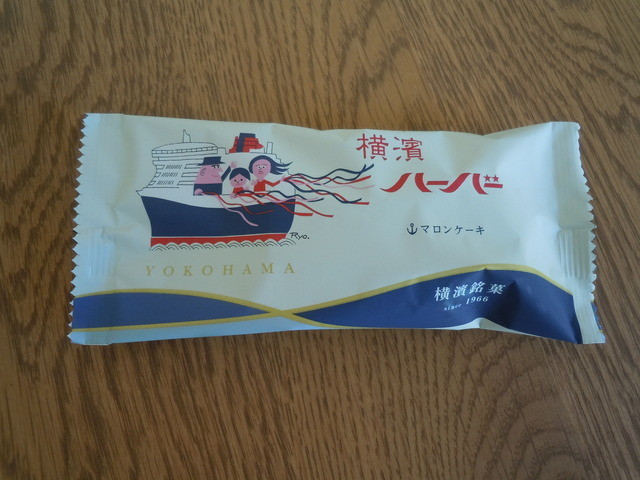 横濱
ハーバー
マロンケーキ
Ryo.
YOKOHAMA
横濱銘菓
since 1966